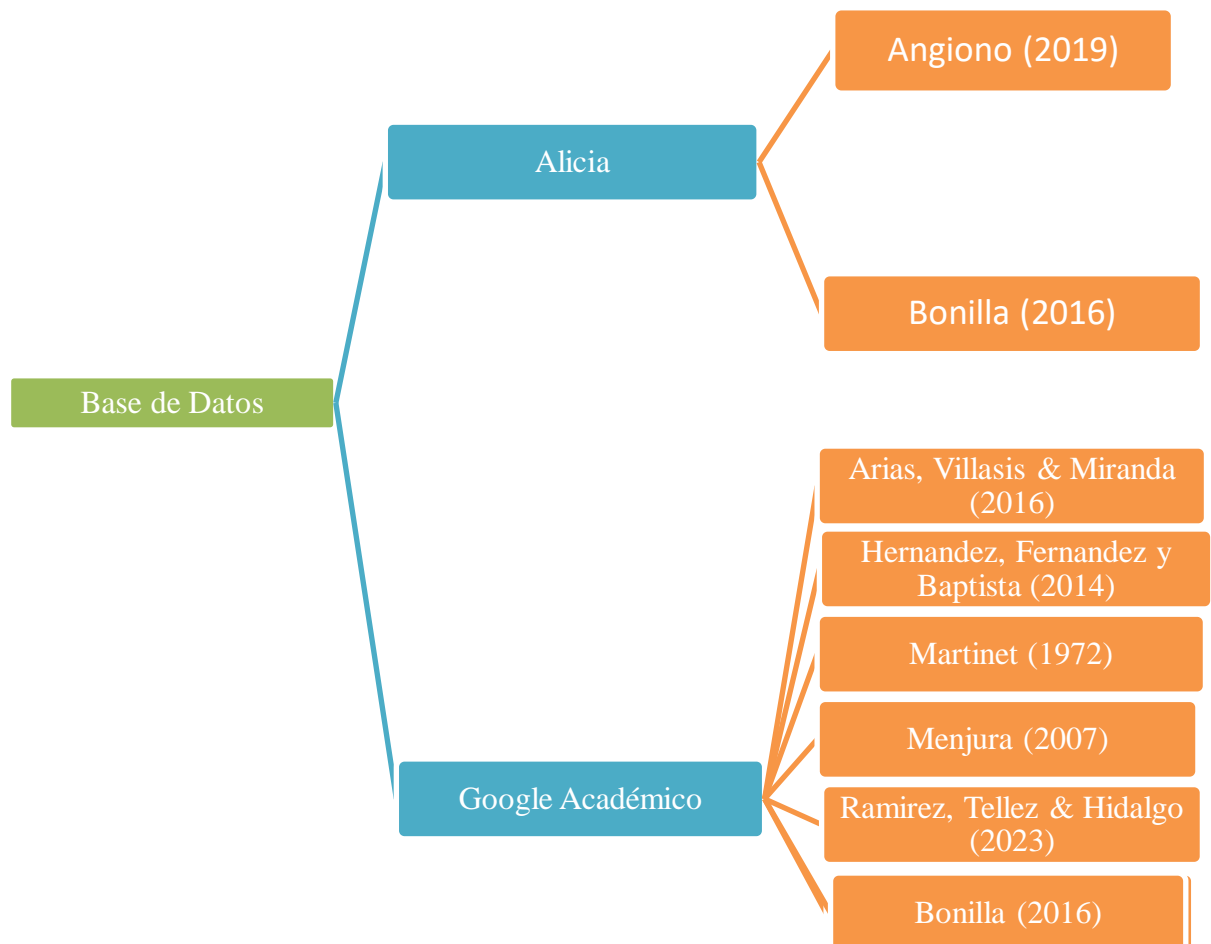 Angiono (2019)
Alicia
Bonilla (2016)
Base de Datos
Arias, Villasis & Miranda
(2016)
Hernandez, Fernandez y
Baptista (2014)
Martinet (1972)
Menjura (2007)
Google Académico
Ramirez, Tellez & Hidalgo
(2023)
Bonilla (2016)